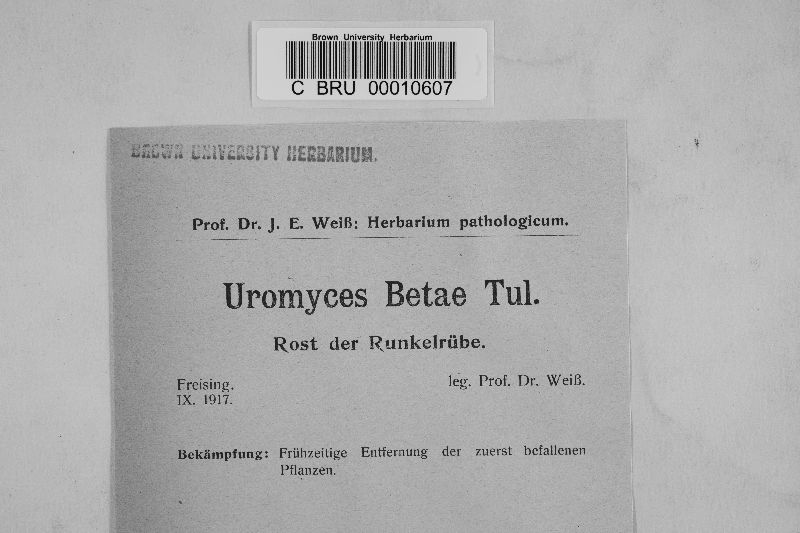 Brown University Herbarium
C BRU 00010607
BROWN UNIVERSITY HERBARIUM.
Prof. Dr. J. E. Weiß: Herbarium pathologicum.
Uromyces Betae Tul.
Rost der Runkelrübe.
Freising. leg. Prof. Dr. Weiß.
IX. 1917.
Bekämpfung: Frühzeitige Entfernung der zuerst befallenen
Pflanzen.